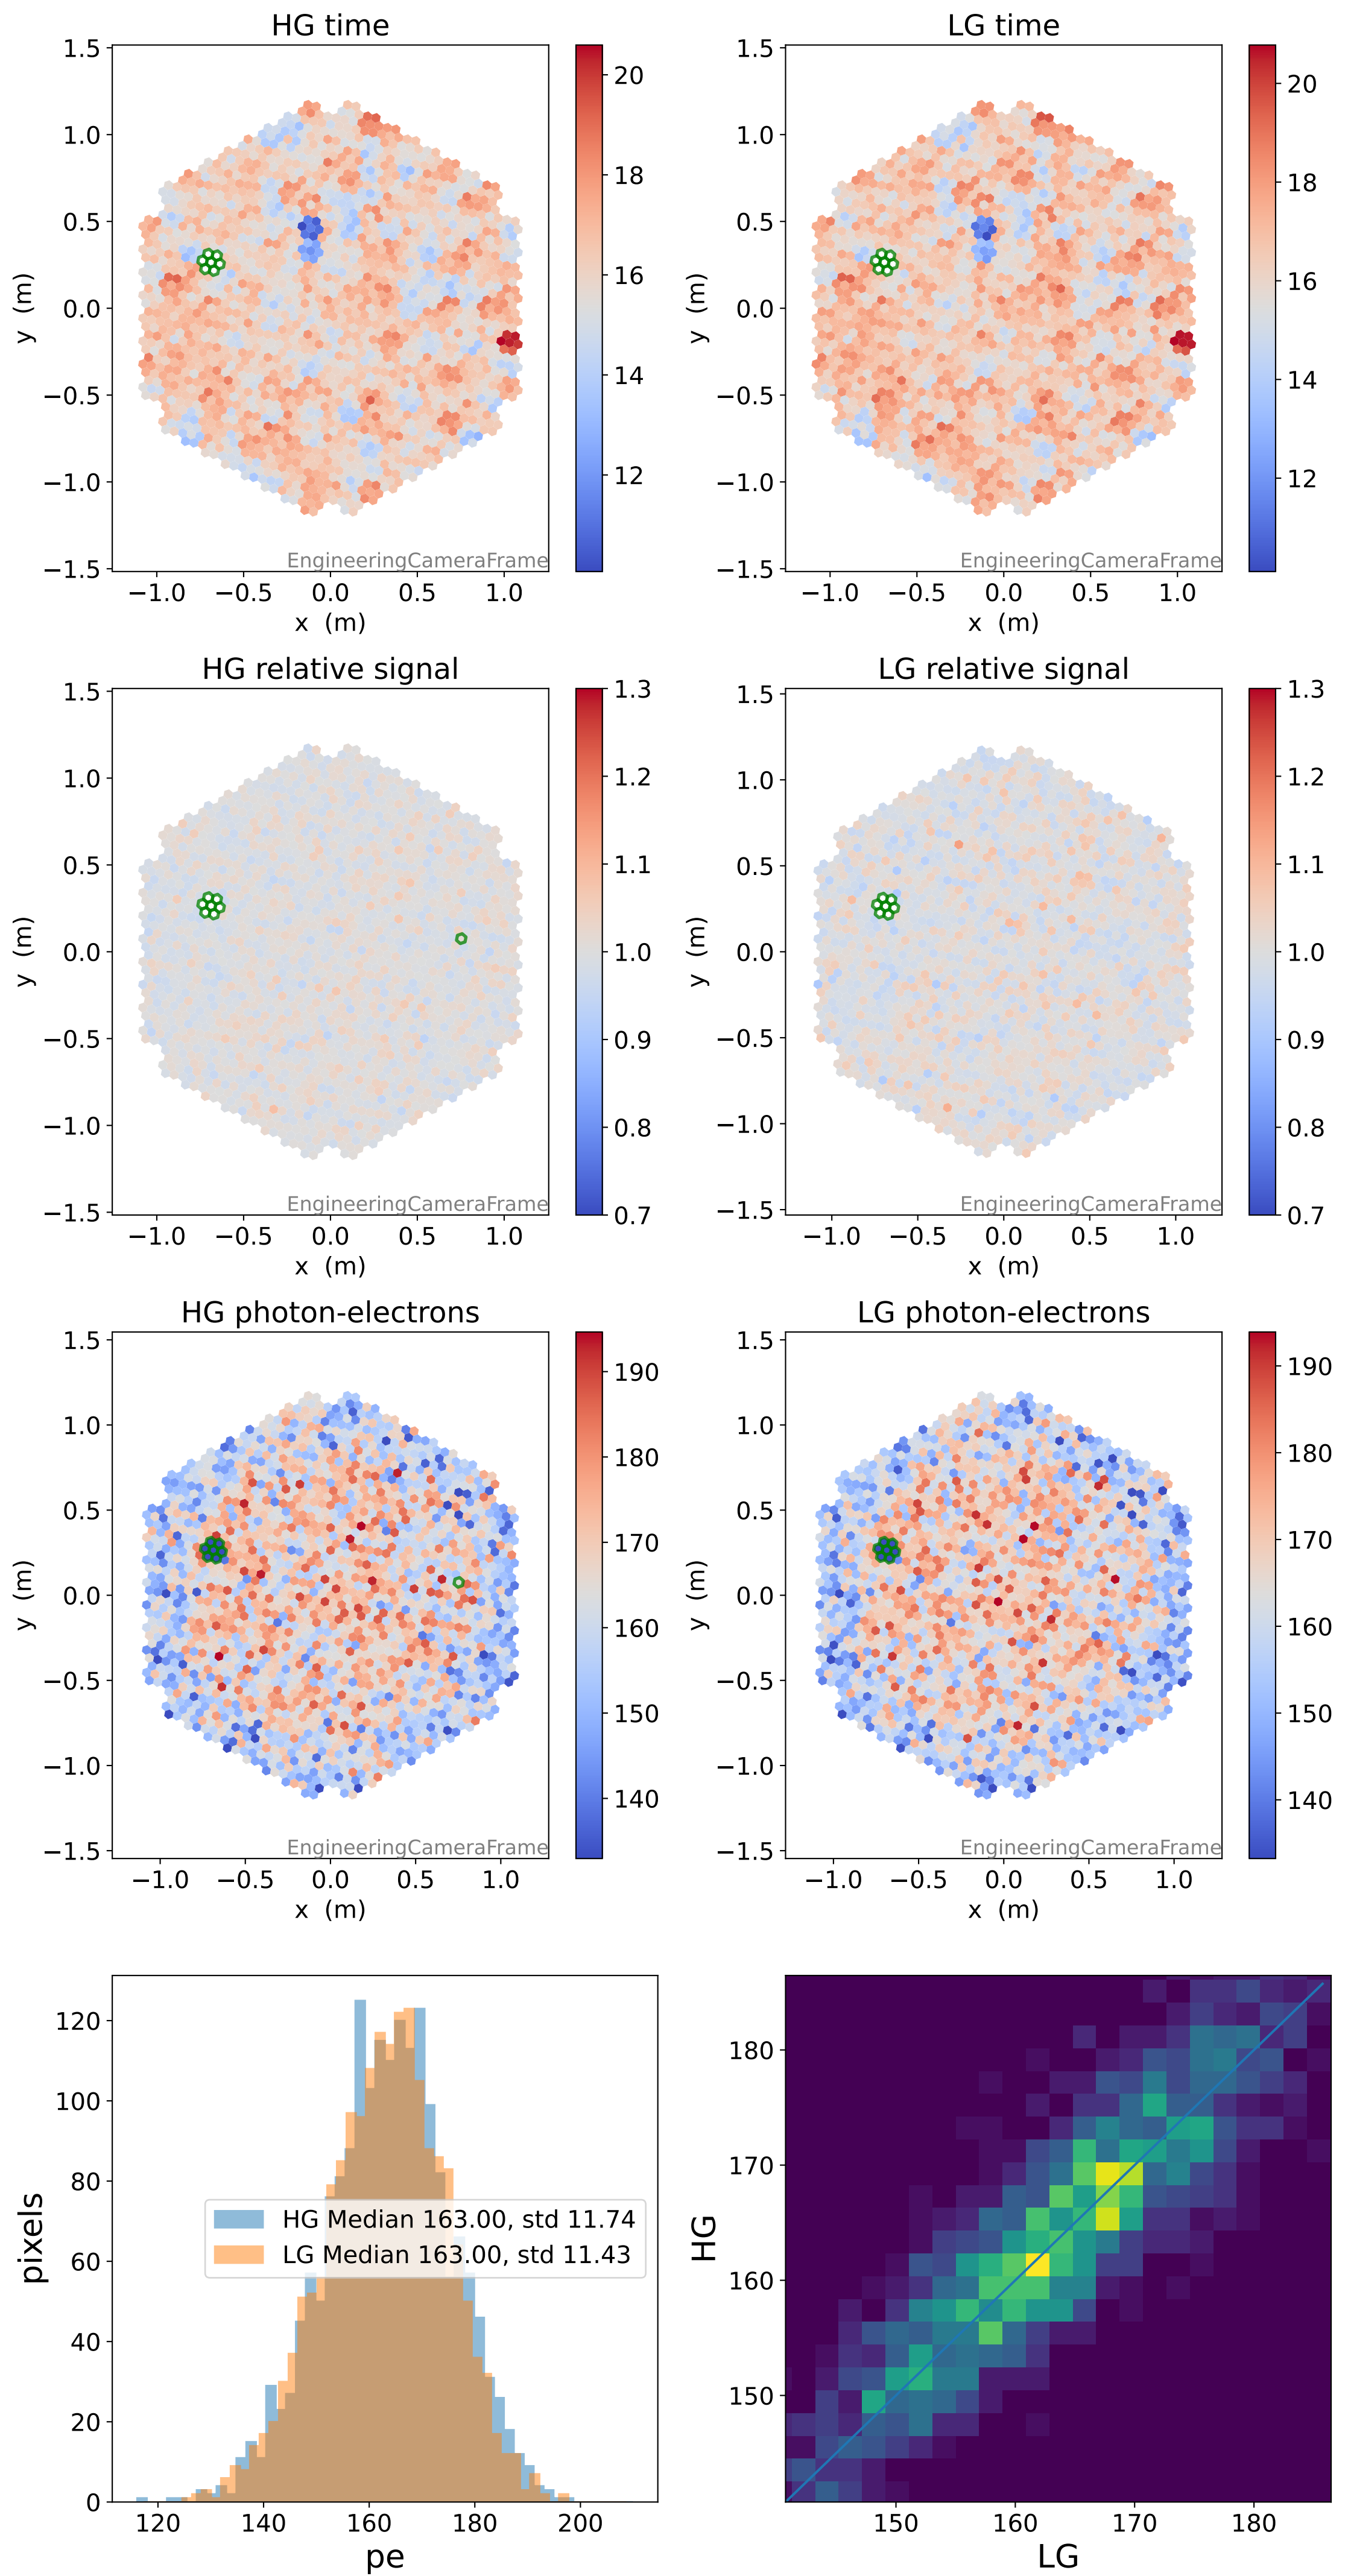 HG time
1.5
1.0
0.5
0.0
−0.5
−1.0
−1.5
y (m)
−1.0 −0.5 0.0 0.5 1.0
x (m)
EngineeringCameraFrame
20
18
16
14
12
LG time
1.5
1.0
0.5
0.0
−0.5
−1.0
−1.5
y (m)
−1.0 −0.5 0.0 0.5 1.0
x (m)
EngineeringCameraFrame
20
18
16
14
12
HG relative signal
1.5
1.0
0.5
0.0
−0.5
−1.0
−1.5
y (m)
−1.0 −0.5 0.0 0.5 1.0
x (m)
EngineeringCameraFrame
1.3
1.2
1.1
1.0
0.9
0.8
0.7
LG relative signal
1.5
1.0
0.5
0.0
−0.5
−1.0
−1.5
y (m)
−1.0 −0.5 0.0 0.5 1.0
x (m)
EngineeringCameraFrame
1.3
1.2
1.1
1.0
0.9
0.8
0.7
HG photon-electrons
1.5
1.0
0.5
0.0
−0.5
−1.0
−1.5
y (m)
−1.0 −0.5 0.0 0.5 1.0
x (m)
EngineeringCameraFrame
190
180
170
160
150
140
LG photon-electrons
1.5
1.0
0.5
0.0
−0.5
−1.0
−1.5
y (m)
−1.0 −0.5 0.0 0.5 1.0
x (m)
EngineeringCameraFrame
190
180
170
160
150
140
120
100
80
60
40
20
0
pixels
HG Median 163.00, std 11.74
LG Median 163.00, std 11.43
120 140 160 180 200
pe
180
170
160
150
HG
150 160 170 180
LG